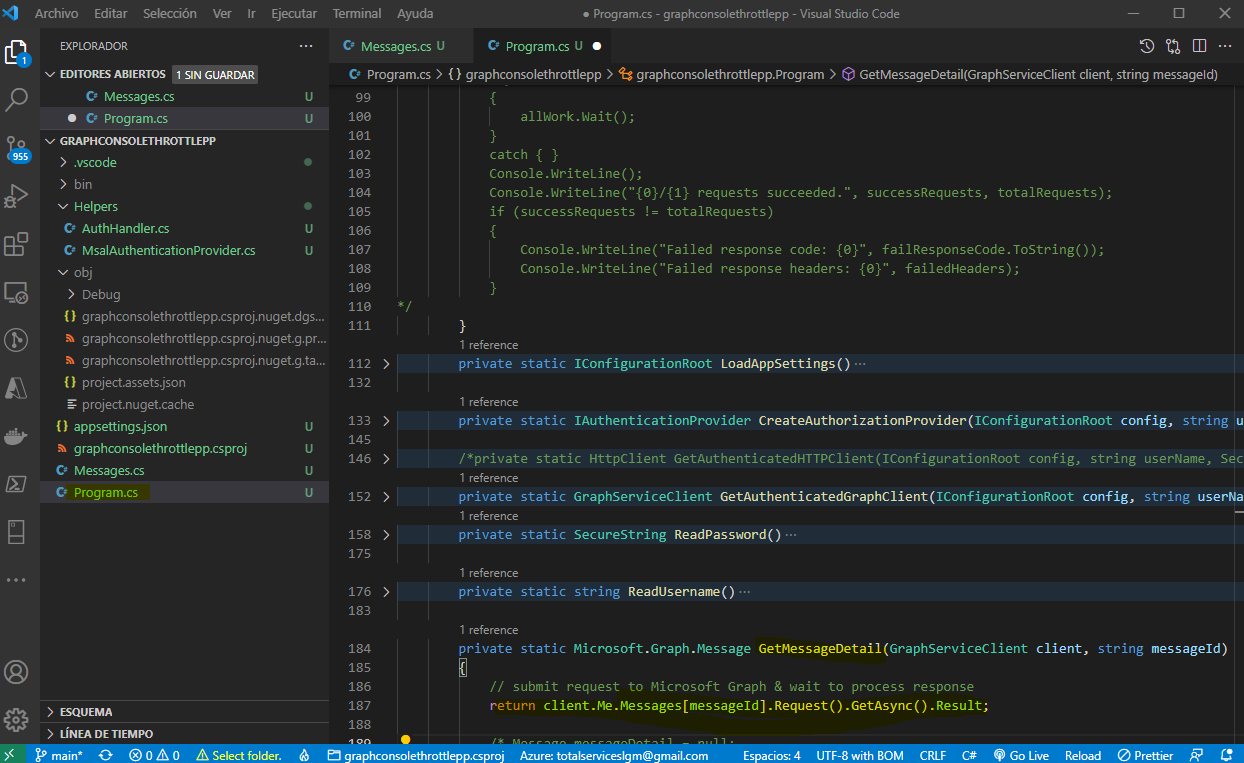 Archivo Editar Selección Ver Ir Ejecutar Terminal Ayuda
● Program.cs - graphconsolethrottlepp - Visual Studio Code
EXPLORADOR
EDITORES ABIERTOS 1 SIN GUARDAR
C# Messages.cs U
● C# Program.cs U
GRAPHCONSOLETHROTTLEPP
.vscode
bin
Helpers
C# AuthHandler.cs U
C# MsalAuthenticationProvider.cs U
obj
Debug
{} graphconsolethrottlepp.csproj.nuget.dgs...
graphconsolethrottlepp.csproj.nuget.g.pr...
graphconsolethrottlepp.csproj.nuget.g.ta...
{} project.assets.json
project.nuget.cache
{} appsettings.json U
graphconsolethrottlepp.csproj U
C# Messages.cs U
C# Program.cs U
ESQUEMA
LÍNEA DE TIEMPO
1
955
C# Messages.cs U C# Program.cs U ●
C# Program.cs > {} graphconsolethrottlepp > graphconsolethrottlepp.Program > GetMessageDetail(GraphServiceClient client, string messageId)
99 {
100 allWork.Wait();
101 }
102 catch { }
103 Console.WriteLine();
104 Console.WriteLine("{0}/{1} requests succeeded.", successRequests, totalRequests);
105 if (successRequests != totalRequests)
106 {
107 Console.WriteLine("Failed response code: {0}", failResponseCode.ToString());
108 Console.WriteLine("Failed response headers: {0}", failedHeaders);
109 }
110 */
111 }
1 reference
112 private static IConfigurationRoot LoadAppSettings() ...
132
1 reference
133 private static IAuthenticationProvider CreateAuthorizationProvider(IConfigurationRoot config, string u
145
146 /*private static HttpClient GetAuthenticatedHTTPClient(IConfigurationRoot config, string userName, Sec
1 reference
152 private static GraphServiceClient GetAuthenticatedGraphClient(IConfigurationRoot config, string userNa
1 reference
158 private static SecureString ReadPassword() ...
175
1 reference
176 private static string ReadUsername() ...
183
1 reference
184 private static Microsoft.Graph.Message GetMessageDetail(GraphServiceClient client, string messageId)
185 {
186 // submit request to Microsoft Graph & wait to process response
187 return client.Me.Messages[messageId].Request().GetAsync().Result;
188
189 /* Message messageDetail = null;
main* 0 0 Select folder. graphconsolethrottlepp.csproj Azure: totalserviceslgm@gmail.com Espacios: 4 UTF-8 with BOM CRLF C# Go Live Reload Prettier